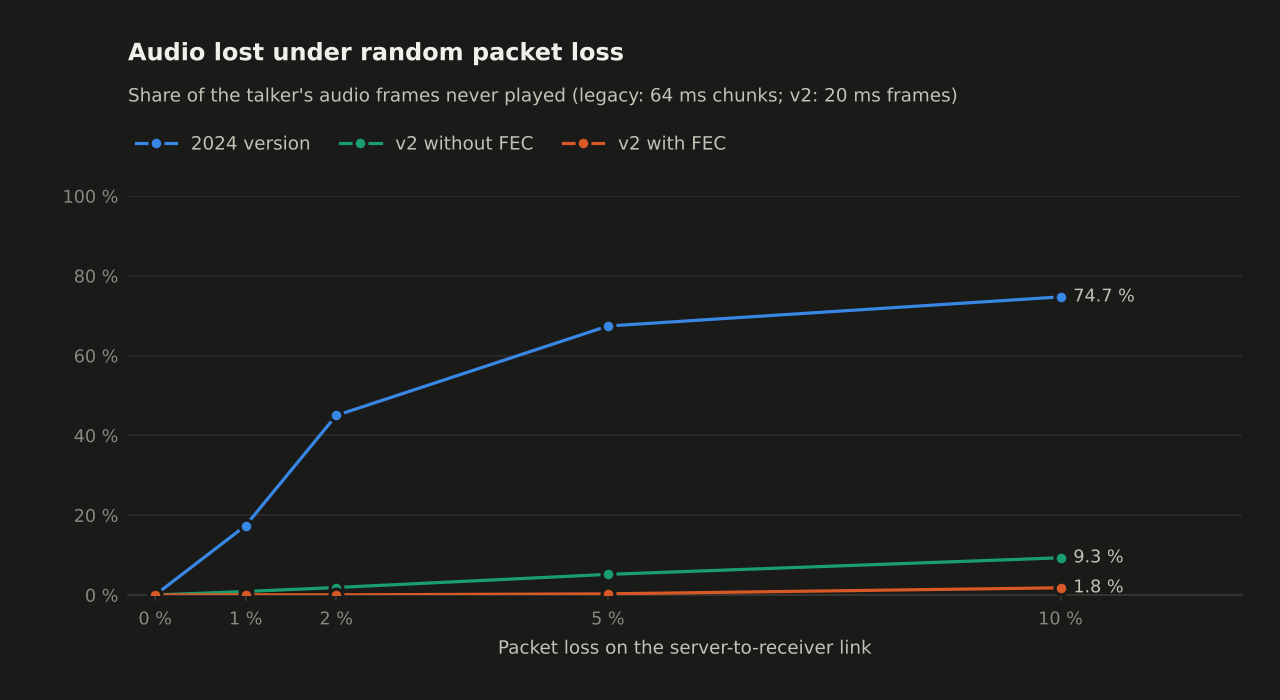 Audio lost under random packet loss
Share of the talker's audio frames never played (legacy: 64 ms chunks; v2: 20 ms frames)
2024 version v2 without FEC v2 with FEC
100 %
80 %
74.7 %
60 %
40 %
20 %
9.3 %
1.8 %
0 %
0 % 1 % 2 % 5 % 10 %
Packet loss on the server-to-receiver link